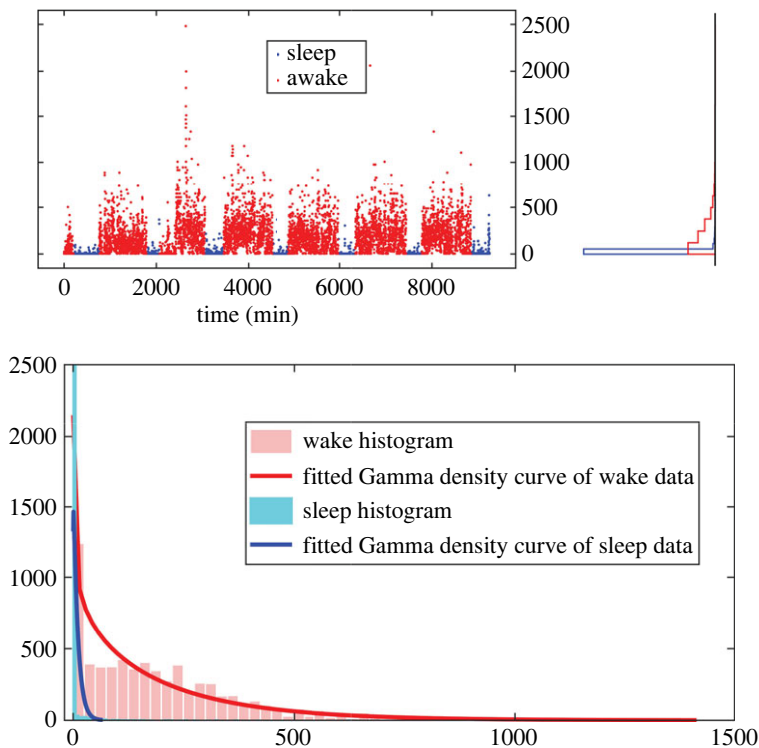 2500
sleep
awake
2000
1500
1000
500
0
0 2000 4000 6000 8000
time (min)
2500
2000
1500
1000
500
0
wake histogram
fitted Gamma density curve of wake data
sleep histogram
fitted Gamma density curve of sleep data
0 500 1000 1500